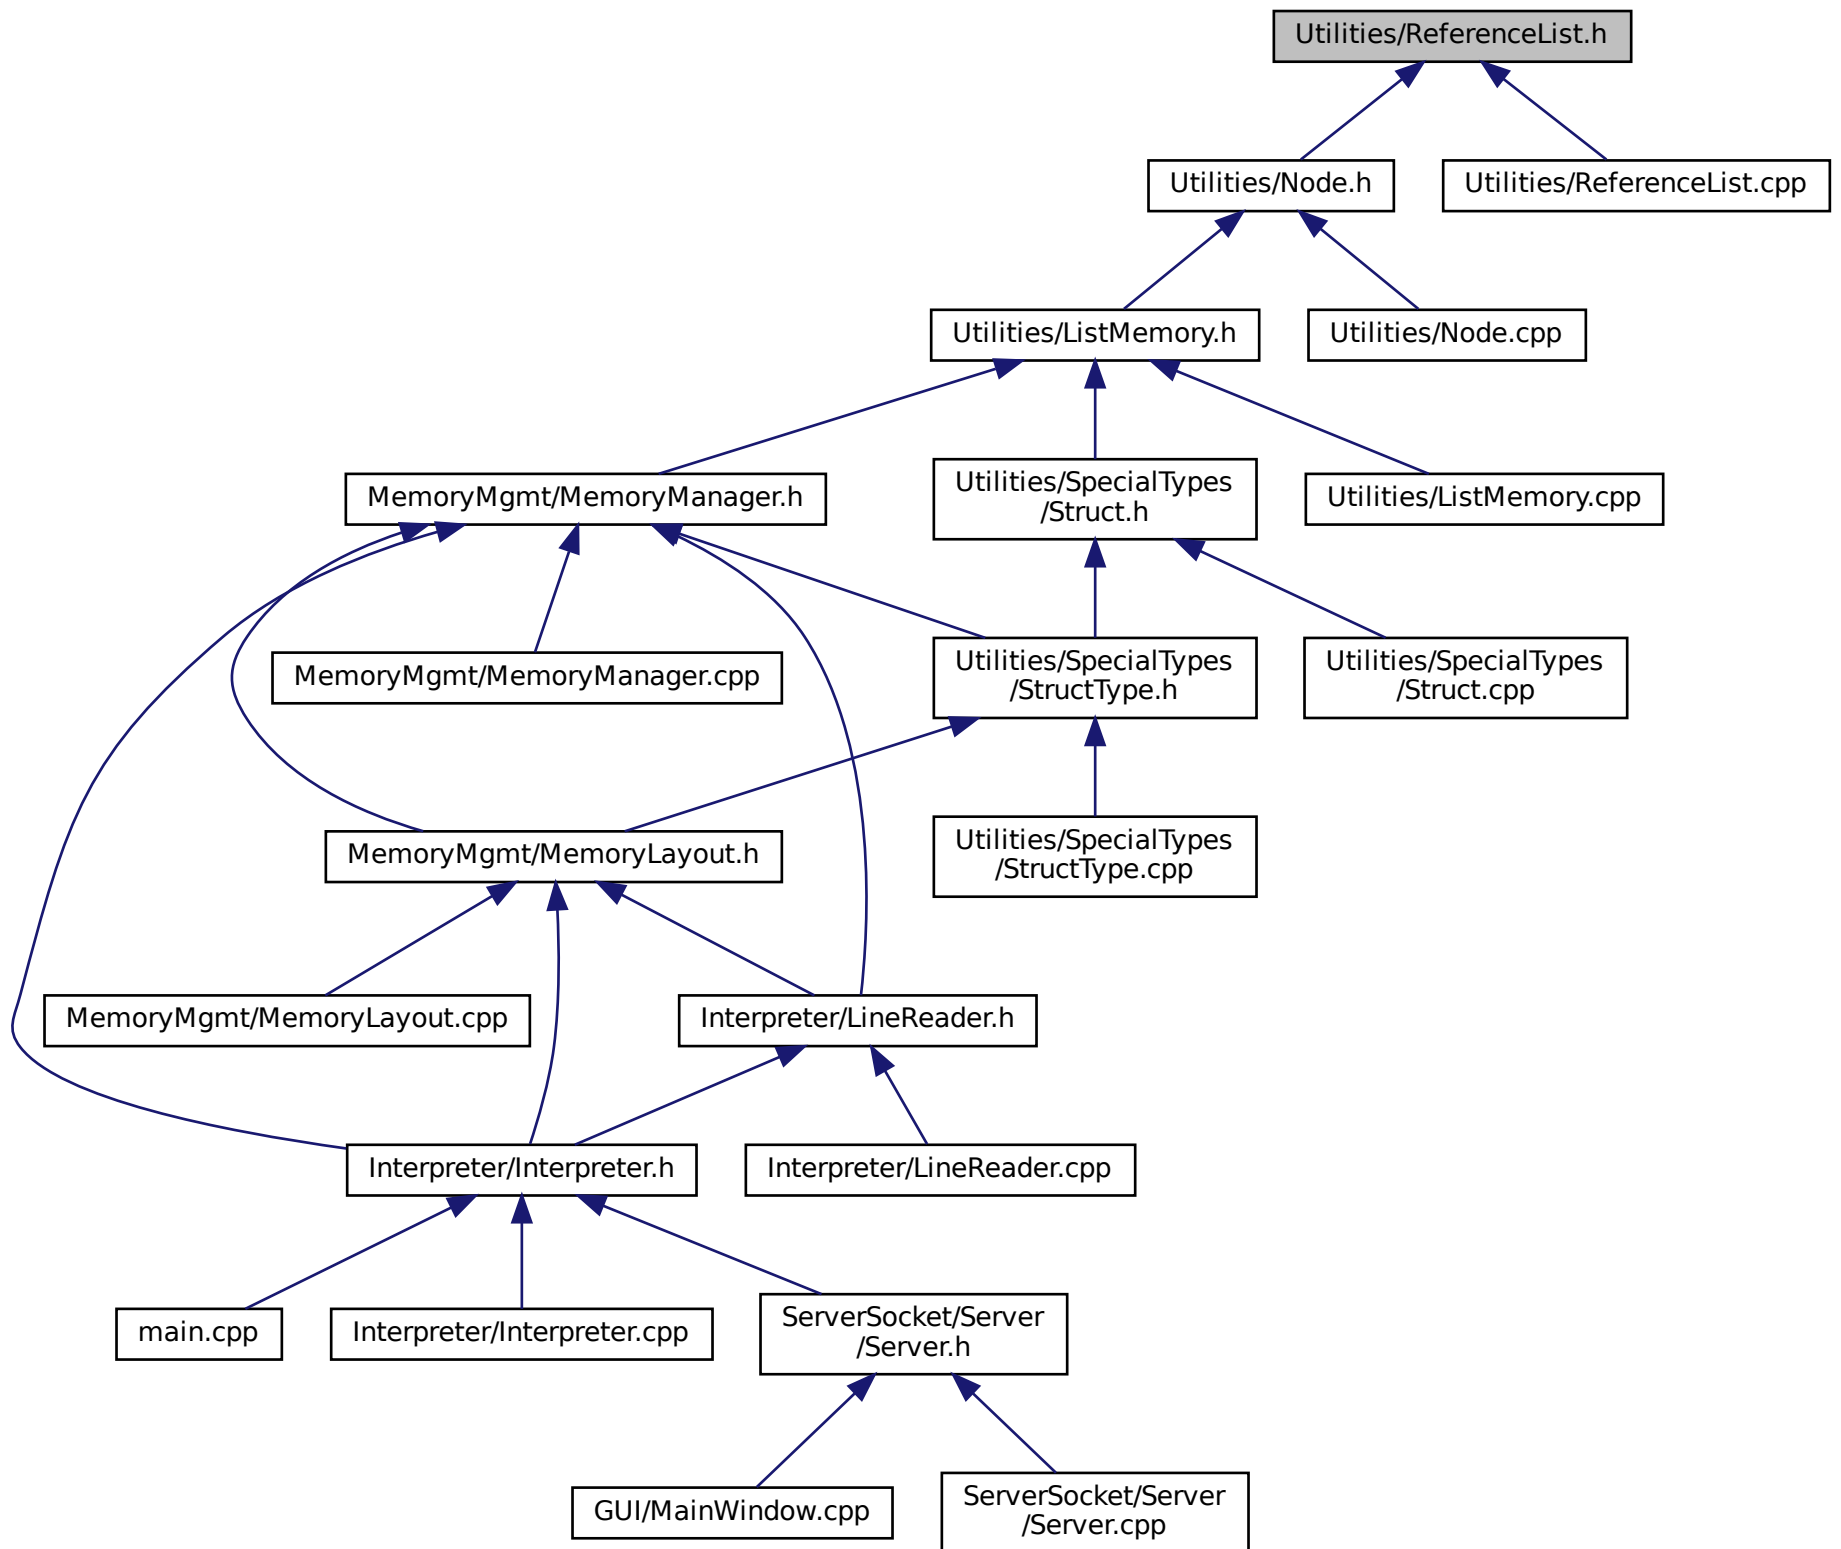 Utilities/ReferenceList.h
Utilities/Node.h
Utilities/ReferenceList.cpp
Utilities/ListMemory.h
Utilities/Node.cpp
MemoryMgmt/MemoryManager.h
Utilities/SpecialTypes
/Struct.h
Utilities/ListMemory.cpp
MemoryMgmt/MemoryManager.cpp
Utilities/SpecialTypes
/StructType.h
Utilities/SpecialTypes
/Struct.cpp
MemoryMgmt/MemoryLayout.h
Utilities/SpecialTypes
/StructType.cpp
MemoryMgmt/MemoryLayout.cpp
Interpreter/LineReader.h
Interpreter/Interpreter.h
Interpreter/LineReader.cpp
main.cpp
Interpreter/Interpreter.cpp
ServerSocket/Server
/Server.h
GUI/MainWindow.cpp
ServerSocket/Server
/Server.cpp